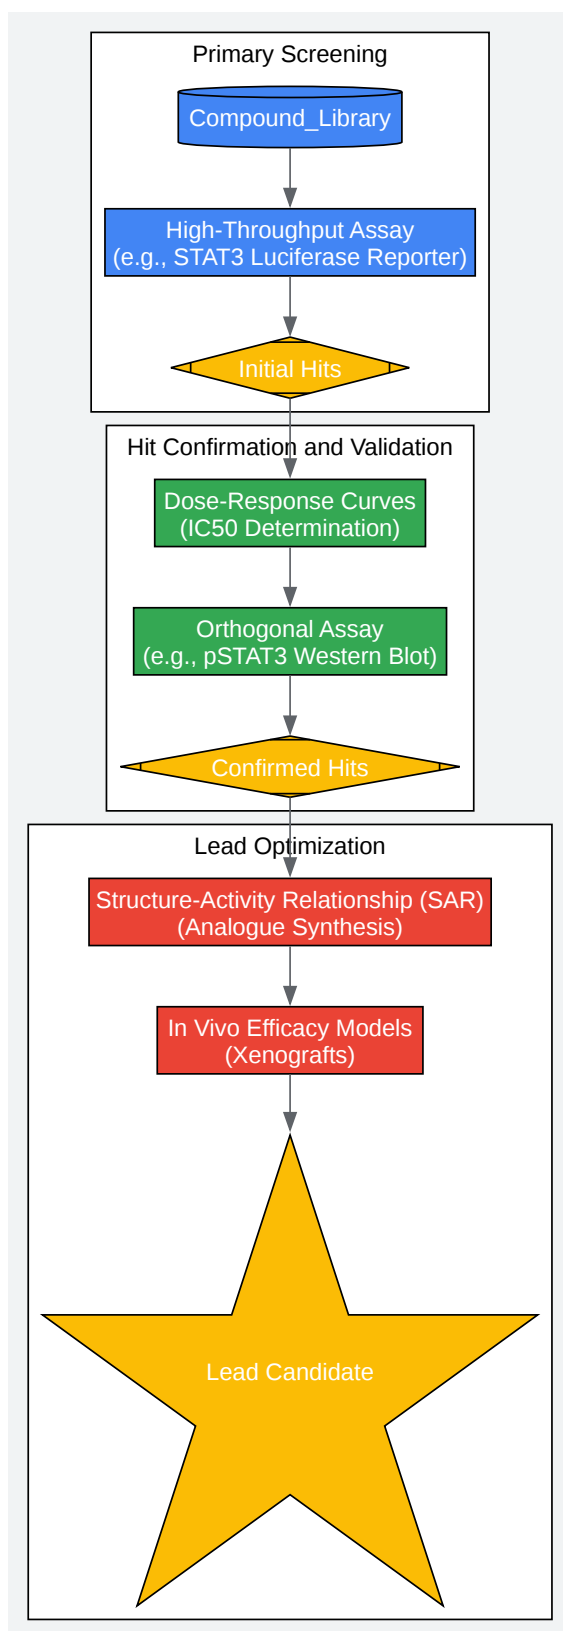 Primary Screening
Compound_Library
High-Throughput Assay
(e.g., STAT3 Luciferase Reporter)
Initial Hits
Hit Confirmation and Validation
Dose-Response Curves
(IC50 Determination)
Orthogonal Assay
(e.g., pSTAT3 Western Blot)
Confirmed Hits
Lead Optimization
Structure-Activity Relationship (SAR)
(Analogue Synthesis)
In Vivo Efficacy Models
(Xenografts)
Lead Candidate